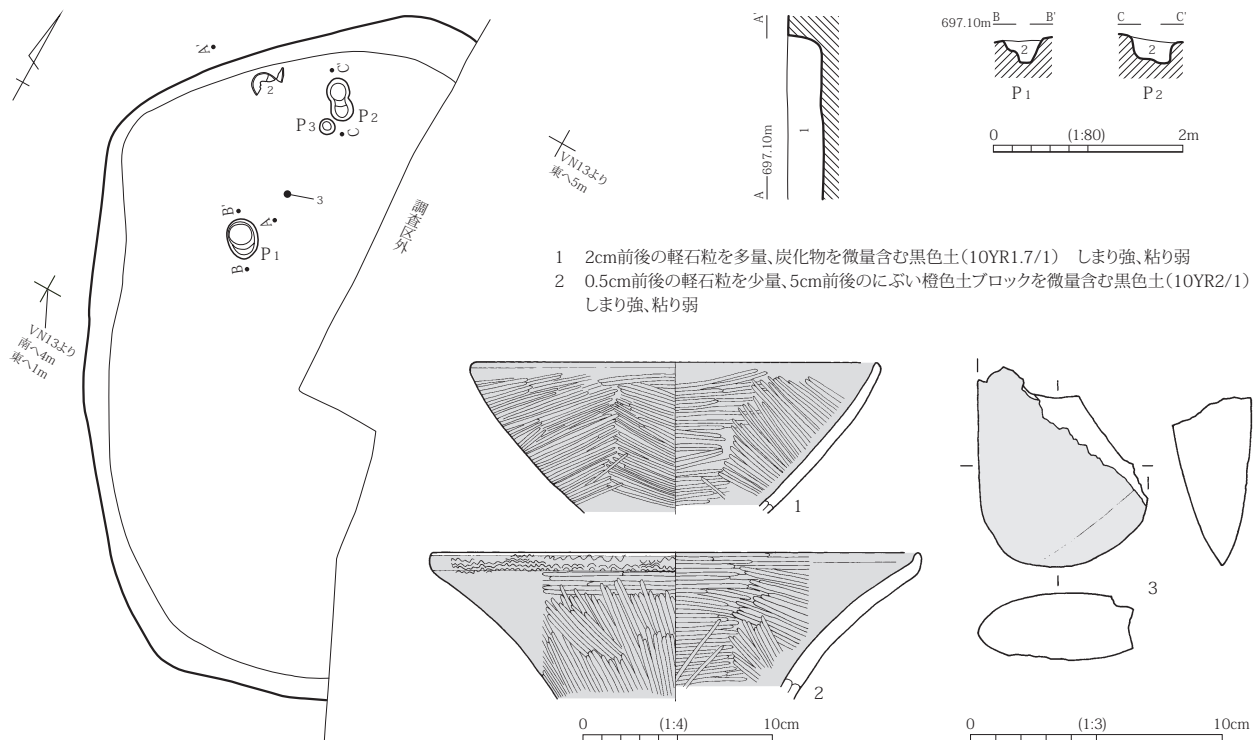 A'
2
C'
P2
P3
C
3
B'
A
P1
B
VN13より
東へ5m
調査区外
VN13より
南へ4m
東へ1m
A'
1
697.10m
A
697.10m
B B'
2
P1
C C'
2
P2
0 (1:80) 2m
1 2cm前後の軽石粒を多量、炭化物を微量含む黒色土（10YR1.7/1） しまり強、粘り弱
2 0.5cm前後の軽石粒を少量、5cm前後のにぶい橙色土ブロックを微量含む黒色土（10YR2/1）
しまり強、粘り弱
1
2
3
0 (1:4) 10cm
0 (1:3) 10cm